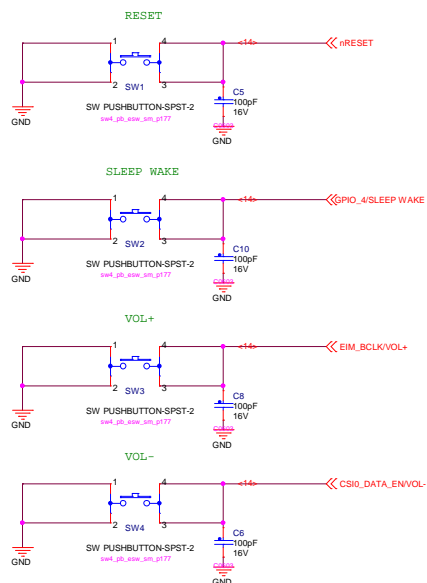 RESET
1 4 <14> nRESET
2 3
SW1
C5
100pF
16V
C0603
SW PUSHBUTTON-SPST-2
sw4_pb_esw_sm_p177
GND
GND
SLEEP WAKE
1 4 <14> GPIO_4/SLEEP WAKE
2 3
SW2
C10
100pF
16V
C0603
SW PUSHBUTTON-SPST-2
sw4_pb_esw_sm_p177
GND
GND
VOL+
1 4 <14> EIM_BCLK/VOL+
2 3
SW3
C8
100pF
16V
C0603
SW PUSHBUTTON-SPST-2
sw4_pb_esw_sm_p177
GND
GND
VOL-
1 4 <14> CSI0_DATA_EN/VOL-
2 3
SW4
C6
100pF
16V
C0603
SW PUSHBUTTON-SPST-2
sw4_pb_esw_sm_p177
GND
GND